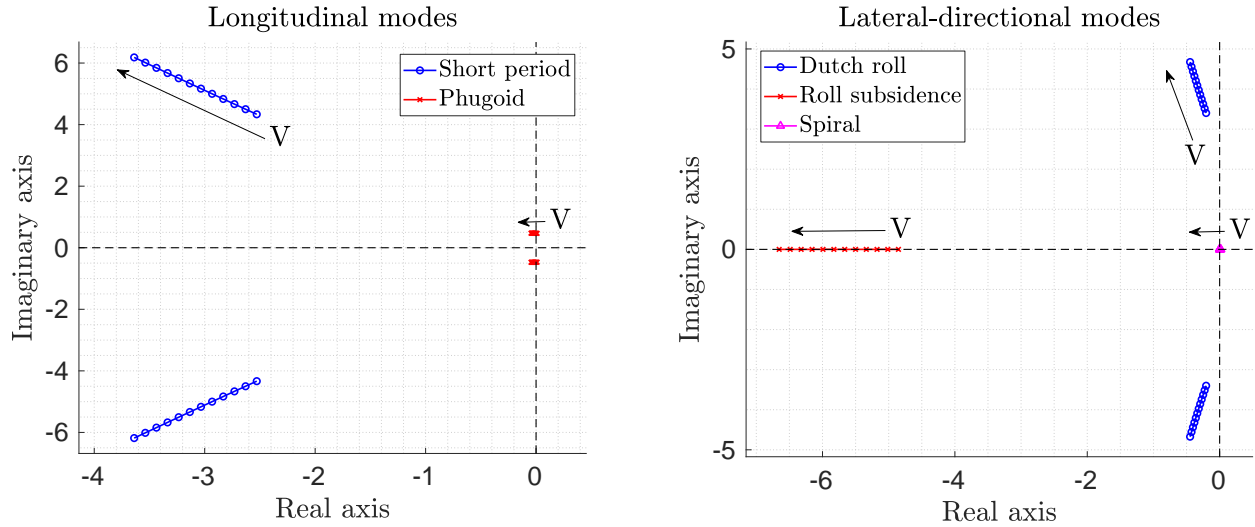 Longitudinal modes
6
4
2
0
-2
-4
-6
-4
-3
-2
-1
0
Imaginary axis
Real axis
Short period
Phugoid
V
V
Lateral-directional modes
5
0
-5
-6
-4
-2
0
Imaginary axis
Real axis
Dutch roll
Roll subsidence
Spiral
V
V
V